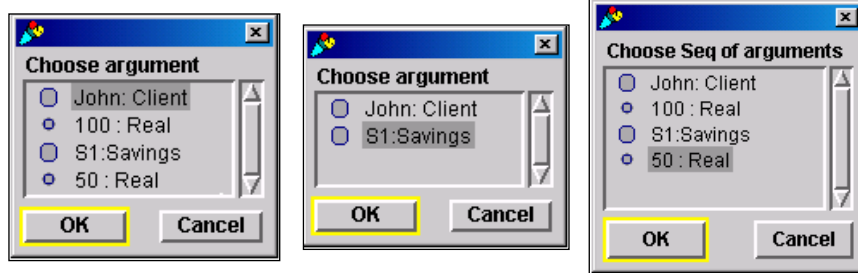 Choose argument
John: Client
100 : Real
S1:Savings
50 : Real
OK Cancel
Choose argument
John: Client
S1:Savings
OK Cancel
Choose Seq of arguments
John: Client
100 : Real
S1:Savings
50 : Real
OK Cancel